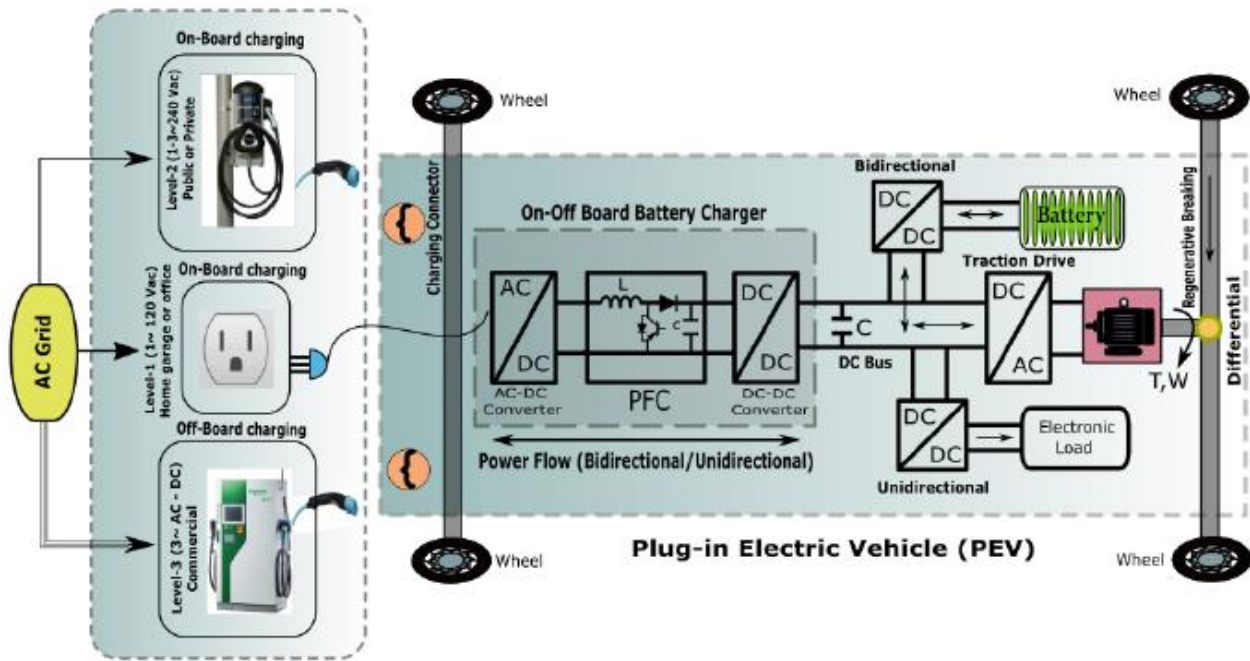 AC Grid
On-Board charging
Level-2 (1-3~240 Vac)
Public or Private
On-Board charging
Level-1 (1~ 120 Vac)
Home garage or office
Off-Board charging
Level-3 (3~ AC - DC)
Commercial
Wheel
Wheel
Charging Connector
On-Off Board Battery Charger
AC
DC
AC-DC
Converter
L
C
PFC
DC
DC
DC-DC
Converter
Power Flow (Bidirectional/Unidirectional)
C
DC Bus
Bidirectional
DC
DC
Battery
Traction Drive
DC
AC
DC
DC
Unidirectional
Electronic
Load
T,W
Regenerative Breaking
Differential
Wheel
Wheel
Plug-in Electric Vehicle (PEV)